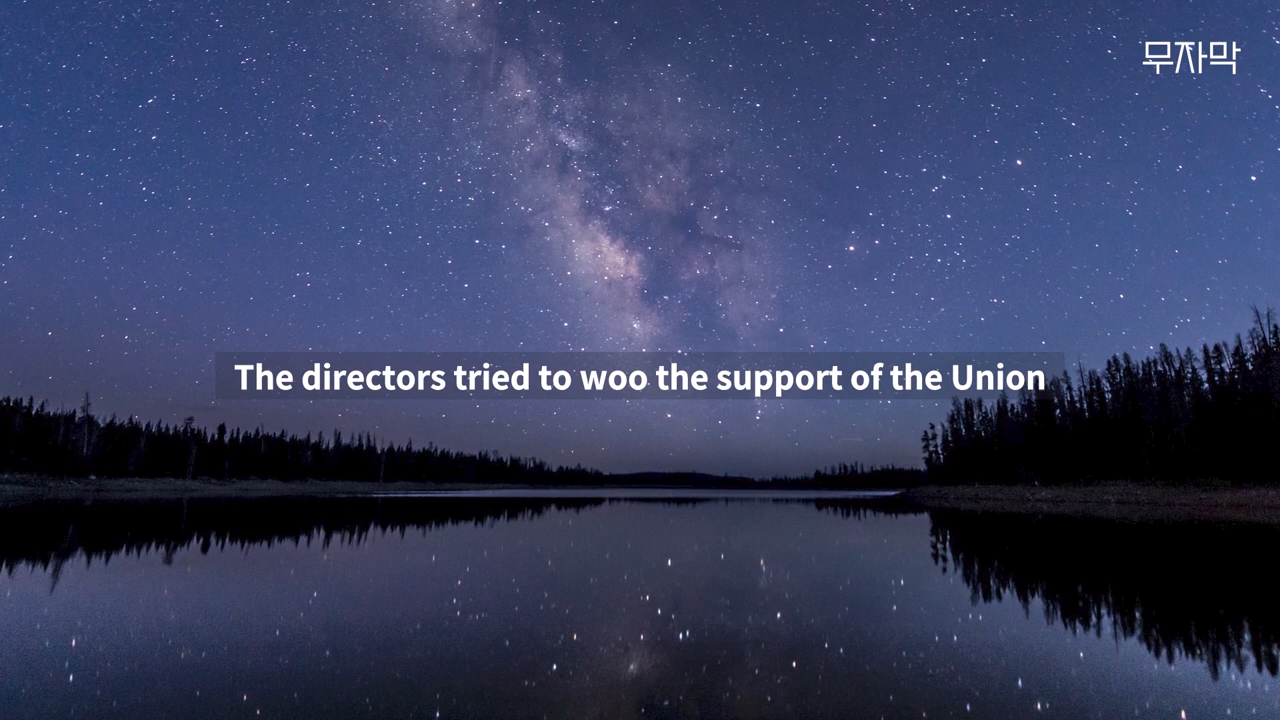 무자막
The directors tried to woo the support of the Union